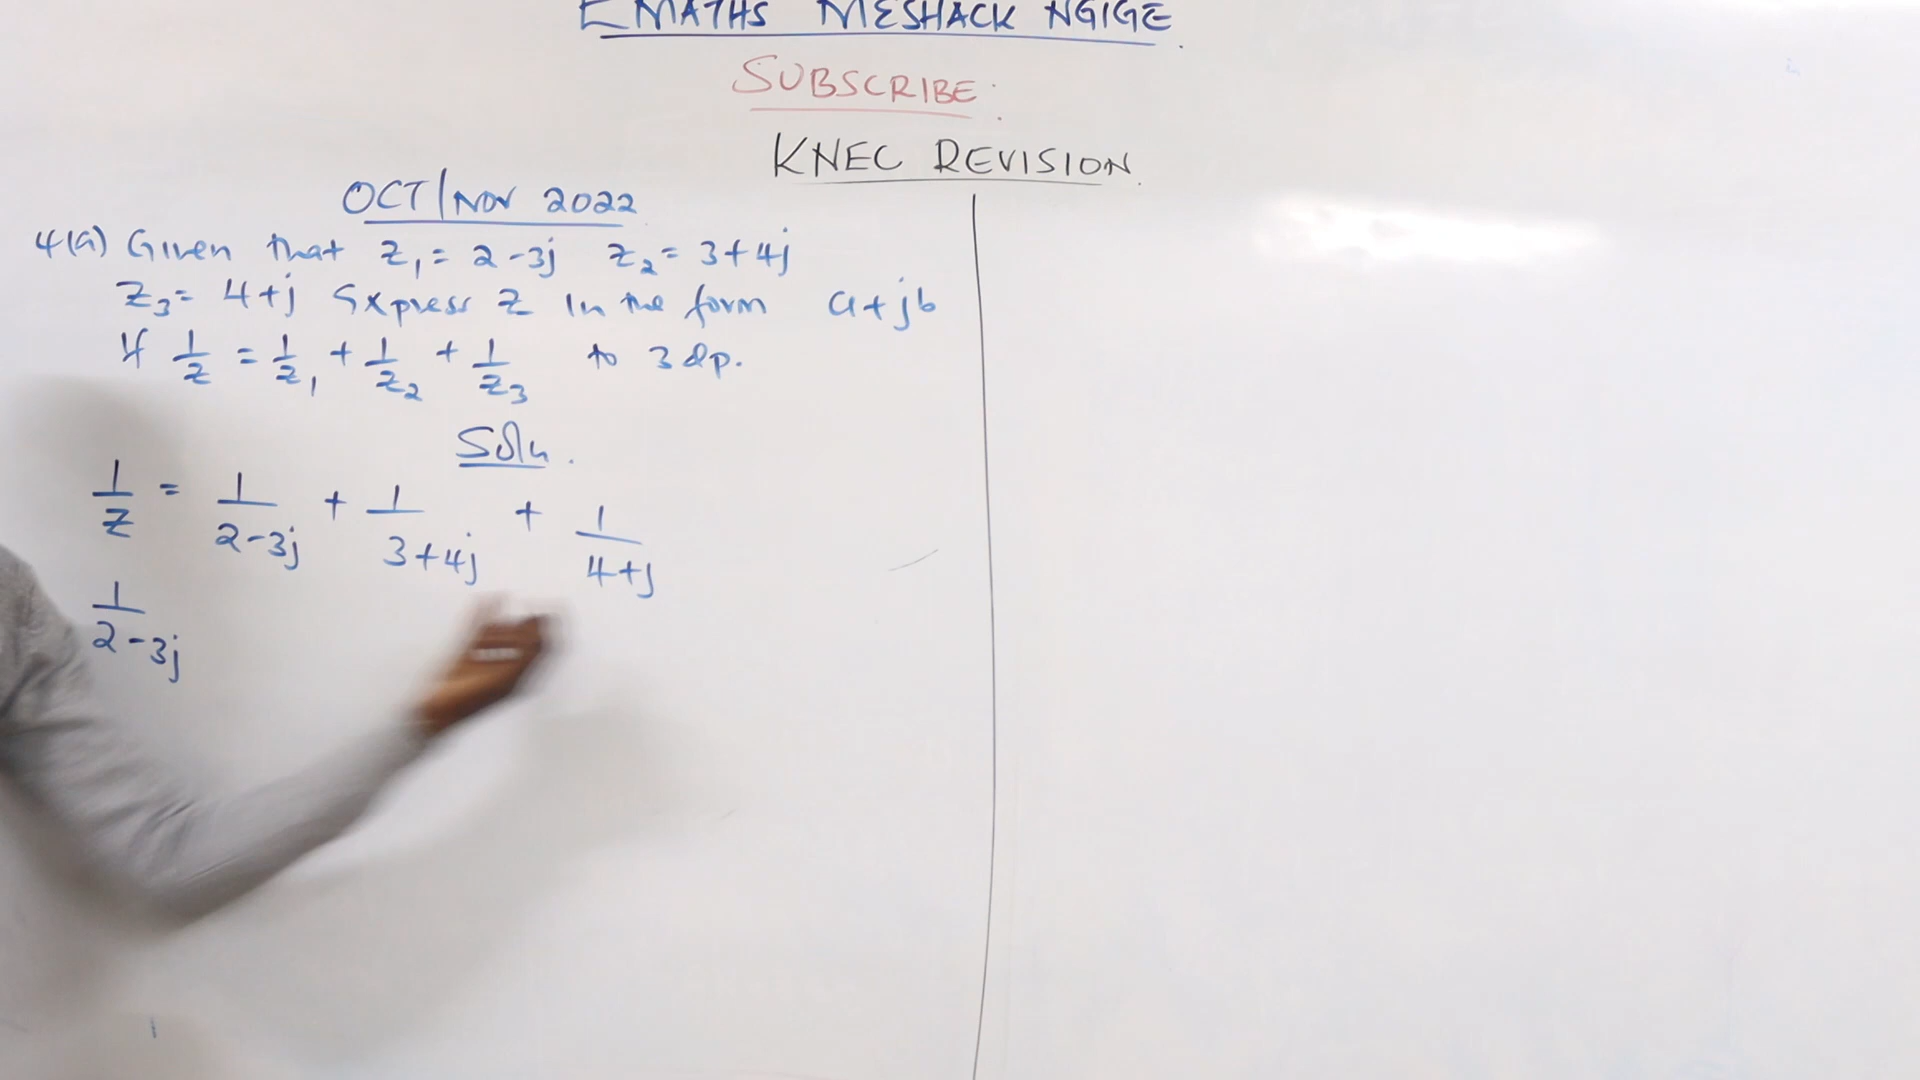 EMATHS MESHACK NGIGE
SUBSCRIBE:
KNEC REVISION.
OCT/NOV 2022
4(a) Given that z₁ = 2-3j z₂ = 3+4j
z₃ = 4+j Express z in the form a+jb
If 1/z = 1/z₁ + 1/z₂ + 1/z₃ to 3 dp.
Soln.
1/z = 1/(2-3j) + 1/(3+4j) + 1/(4+j)
1/(2-3j)